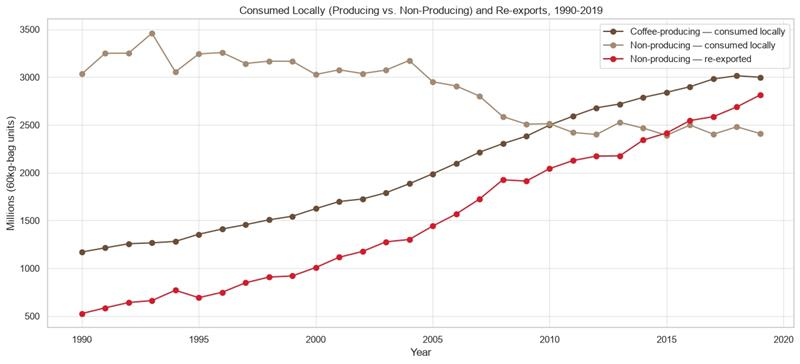 Consumed Locally (Producing vs. Non-Producing) and Re-exports, 1990-2019
Coffee-producing — consumed locally
Non-producing — consumed locally
Non-producing — re-exported
Millions (60kg-bag units)
3500
3000
2500
2000
1500
1000
500
1990
1995
2000
2005
2010
2015
2020
Year